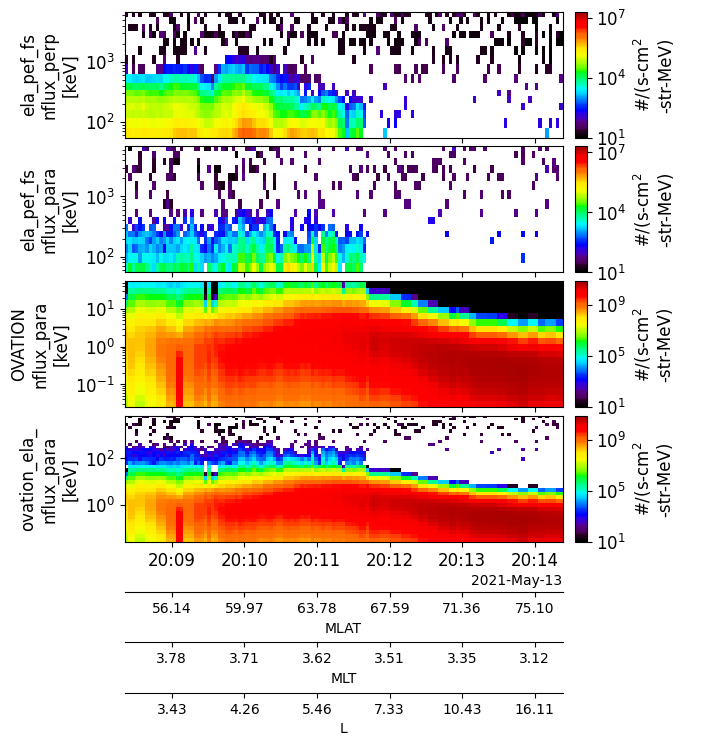 ela_pef_fs
nflux_perp
[keV]
10³
10²
10⁷
10⁴
10¹
#/(s-cm²
-str-MeV)
ela_pef_fs
nflux_para
[keV]
10³
10²
10⁷
10⁴
10¹
#/(s-cm²
-str-MeV)
OVATION
nflux_para
[keV]
10¹
10⁰
10⁻¹
10⁹
10⁵
10¹
#/(s-cm²
-str-MeV)
ovation_ela_
nflux_para
[keV]
10²
10⁰
10⁹
10⁵
10¹
#/(s-cm²
-str-MeV)
20:09 20:10 20:11 20:12 20:13 20:14
2021-May-13
56.14 59.97 63.78 67.59 71.36 75.10
MLAT
3.78 3.71 3.62 3.51 3.35 3.12
MLT
3.43 4.26 5.46 7.33 10.43 16.11
L